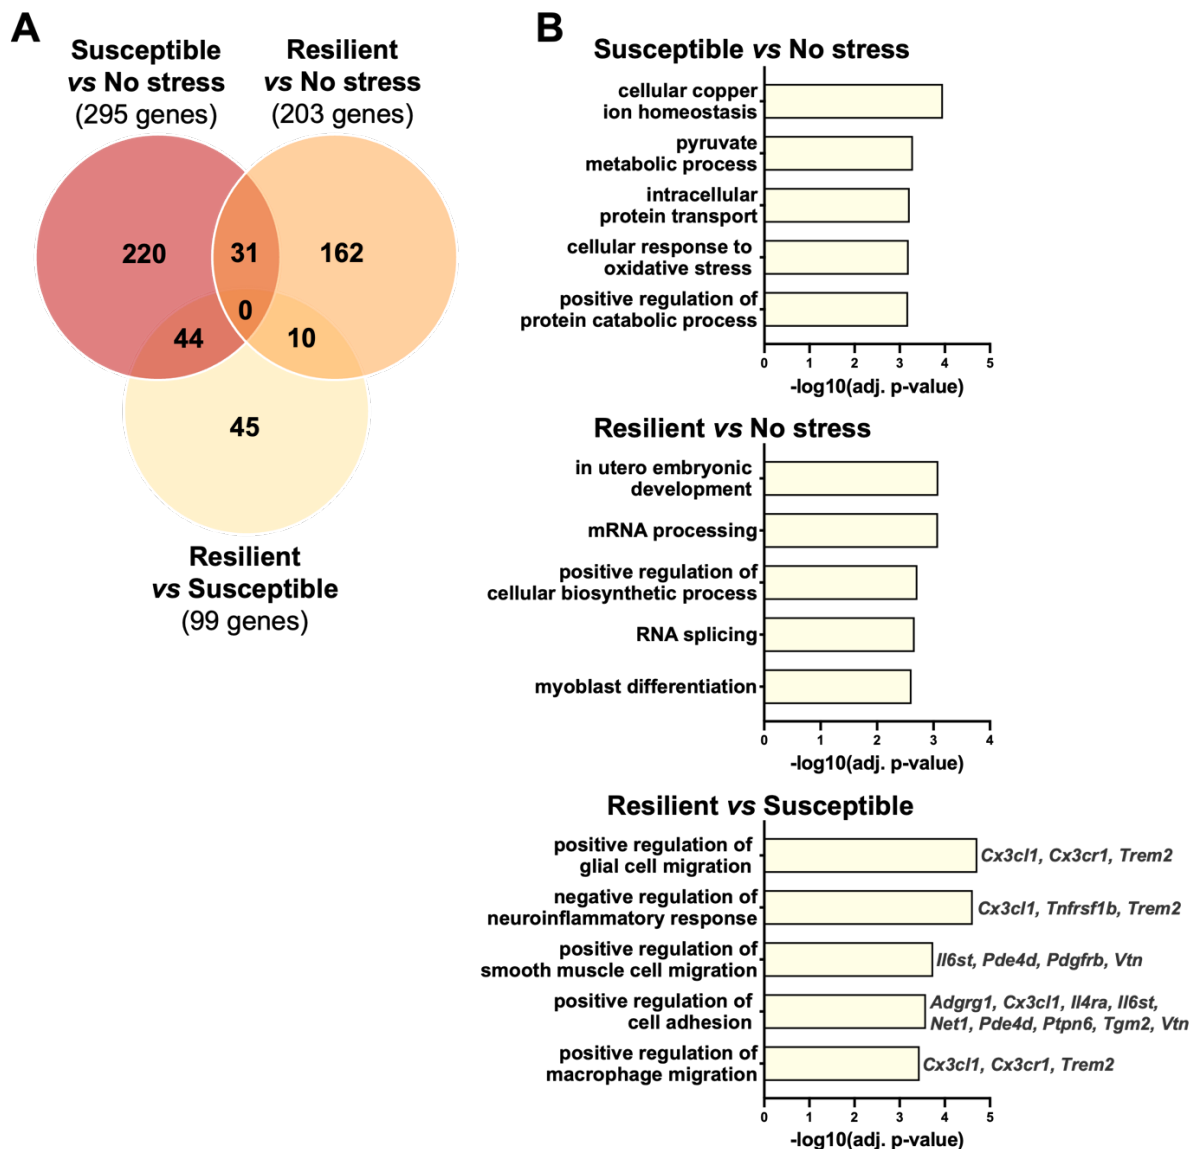 A
Susceptible
vs No stress
(295 genes)
Resilient
vs No stress
(203 genes)
220
31
162
0
44
10
45
Resilient
vs Susceptible
(99 genes)
B
Susceptible vs No stress
cellular copper
ion homeostasis
pyruvate
metabolic process
intracellular
protein transport
cellular response to
oxidative stress
positive regulation of
protein catabolic process
0 1 2 3 4 5
-log10(adj. p-value)
Resilient vs No stress
in utero embryonic
development
mRNA processing
positive regulation of
cellular biosynthetic process
RNA splicing
myoblast differentiation
0 1 2 3 4
-log10(adj. p-value)
Resilient vs Susceptible
positive regulation of
glial cell migration
Cx3cl1, Cx3cr1, Trem2
negative regulation of
neuroinflammatory response
Cx3cl1, Tnfrsf1b, Trem2
positive regulation of
smooth muscle cell migration
Il6st, Pde4d, Pdgfrb, Vtn
positive regulation of
cell adhesion
Adgrg1, Cx3cl1, Il4ra, Il6st,
Net1, Pde4d, Ptpn6, Tgm2, Vtn
positive regulation of
macrophage migration
Cx3cl1, Cx3cr1, Trem2
0 1 2 3 4 5
-log10(adj. p-value)